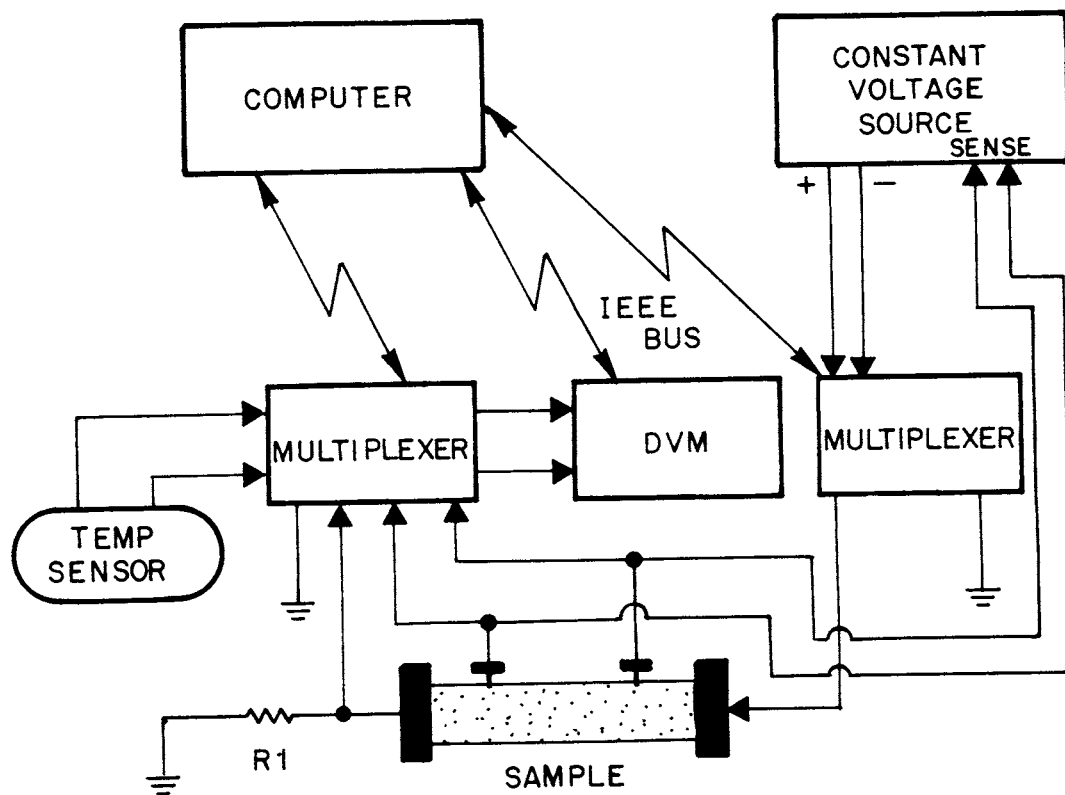 COMPUTER
CONSTANT
VOLTAGE
SOURCE
SENSE
+ −
IEEE
BUS
MULTIPLEXER
DVM
MULTIPLEXER
TEMP
SENSOR
R1
SAMPLE